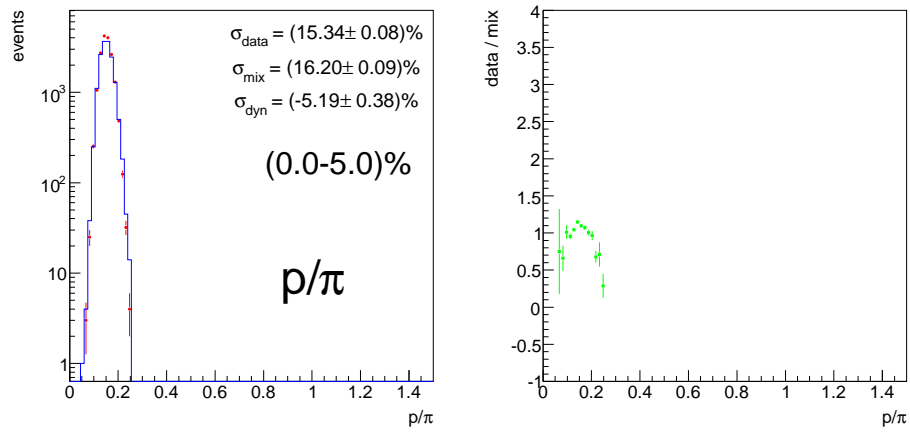 events
σdata = (15.34± 0.08)%
σmix = (16.20± 0.09)%
σdyn = (-5.19± 0.38)%
(0.0-5.0)%
p/π
10³
10²
10
1
0 0.2 0.4 0.6 0.8 1 1.2 1.4
p/π
data / mix
4
3.5
3
2.5
2
1.5
1
0.5
0
-0.5
-1
0 0.2 0.4 0.6 0.8 1 1.2 1.4
p/π